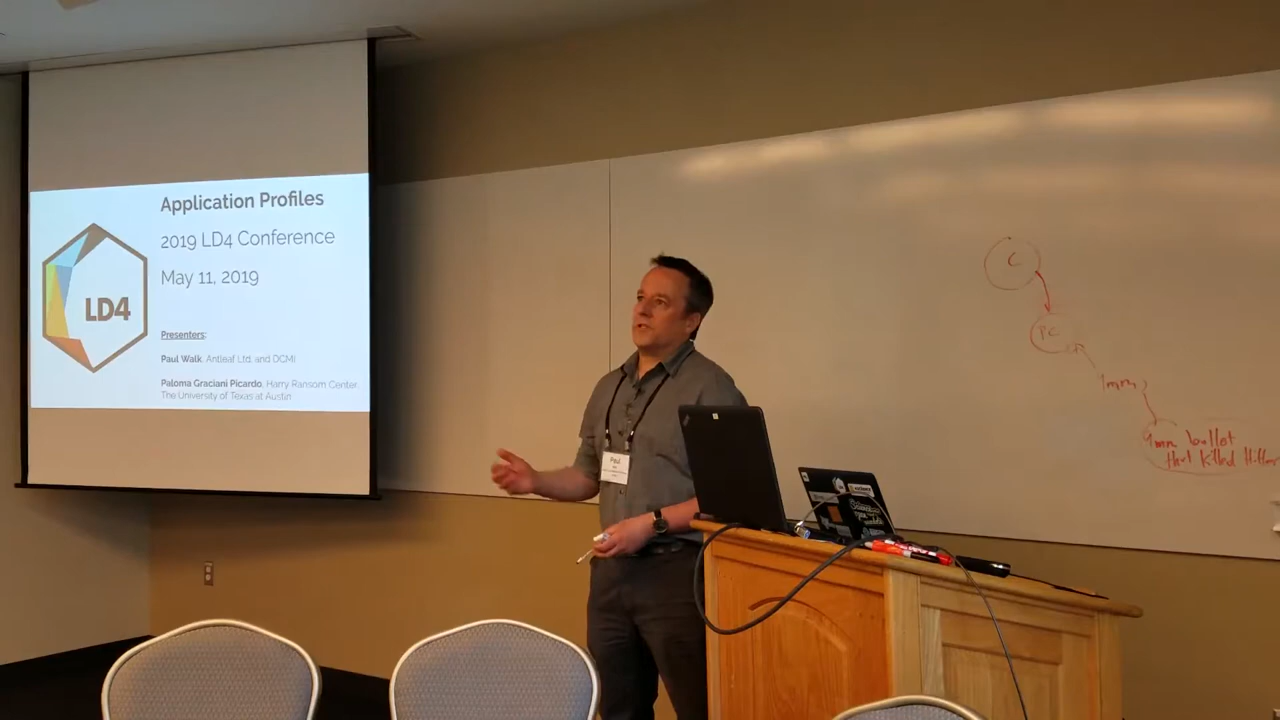 Application Profiles
2019 LD4 Conference
May 11, 2019
LD4
Presenters:
Paul Walk, Antleaf Ltd. and DCMI
Paloma Graciani Picardo, Harry Ransom Center,
The University of Texas at Austin
Paul
C
PC
9mm
9mm bullet
that killed Hitler